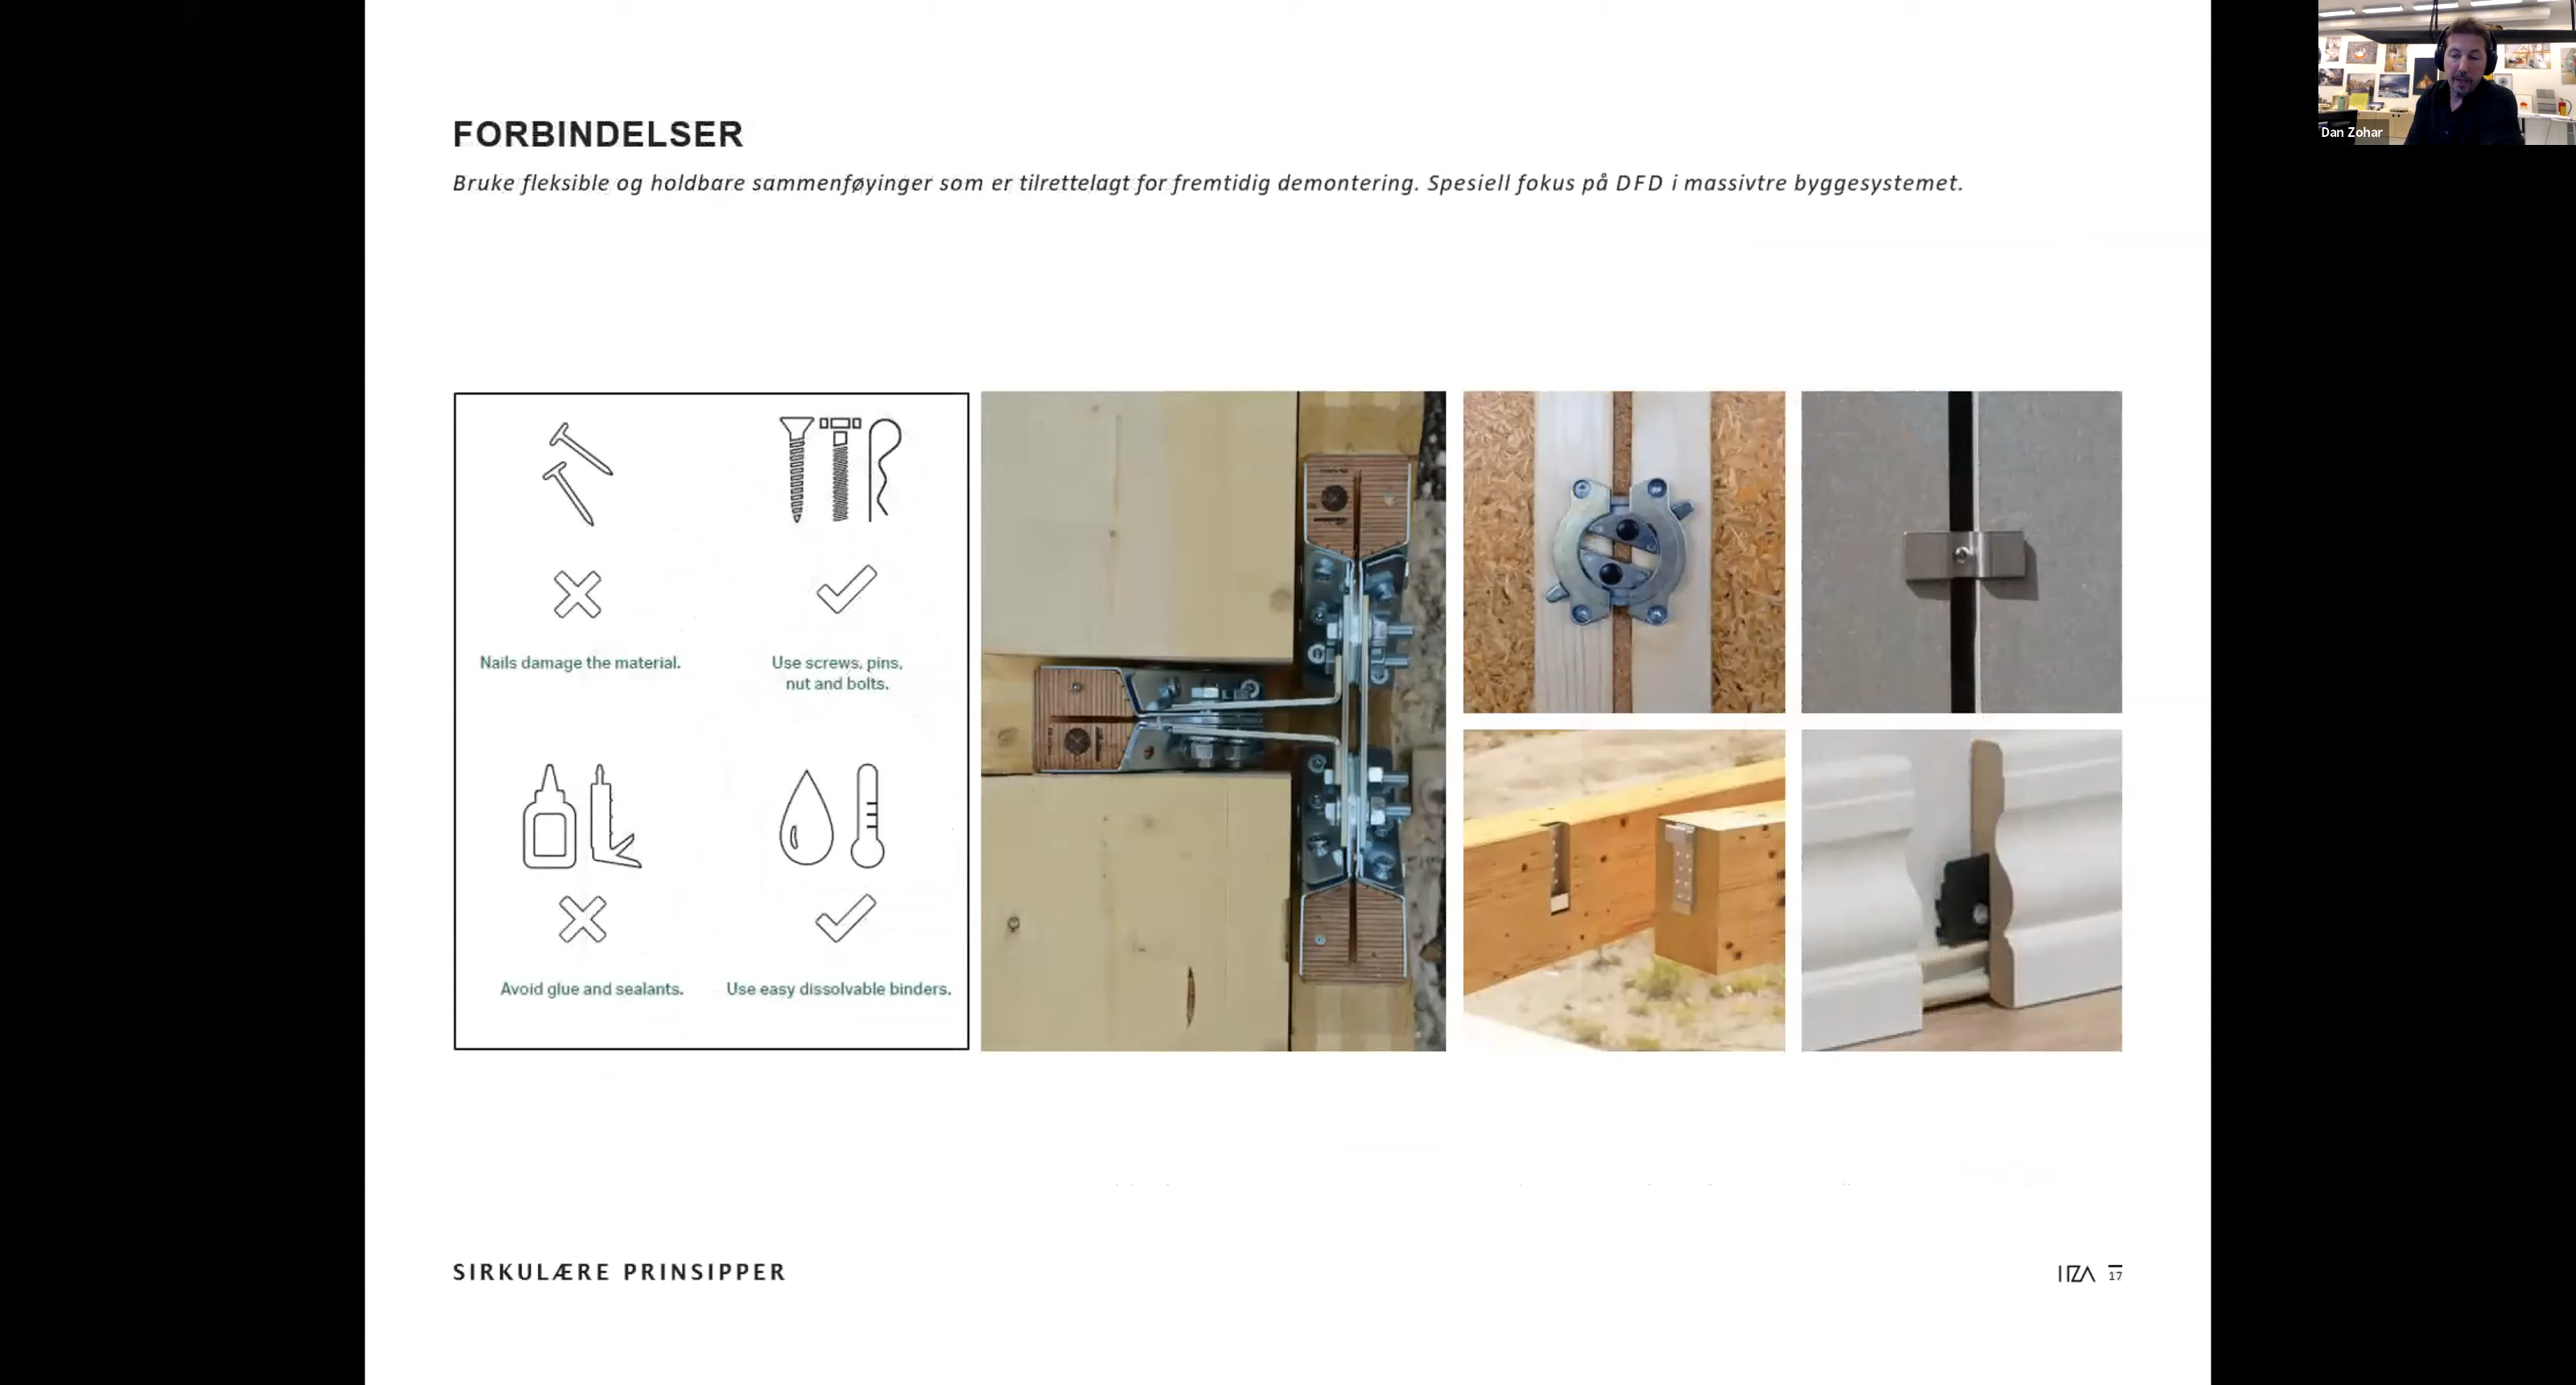 FORBINDELSER
Bruke fleksible og holdbare sammenføyinger som er tilrettelagt for fremtidig demontering. Spesiell fokus på DFD i massivtre byggesystemet.
Nails damage the material.
Use screws, pins,
nut and bolts.
Avoid glue and sealants.
Use easy dissolvable binders.
SIRKULÆRE PRINSIPPER
17
Dan Zohar